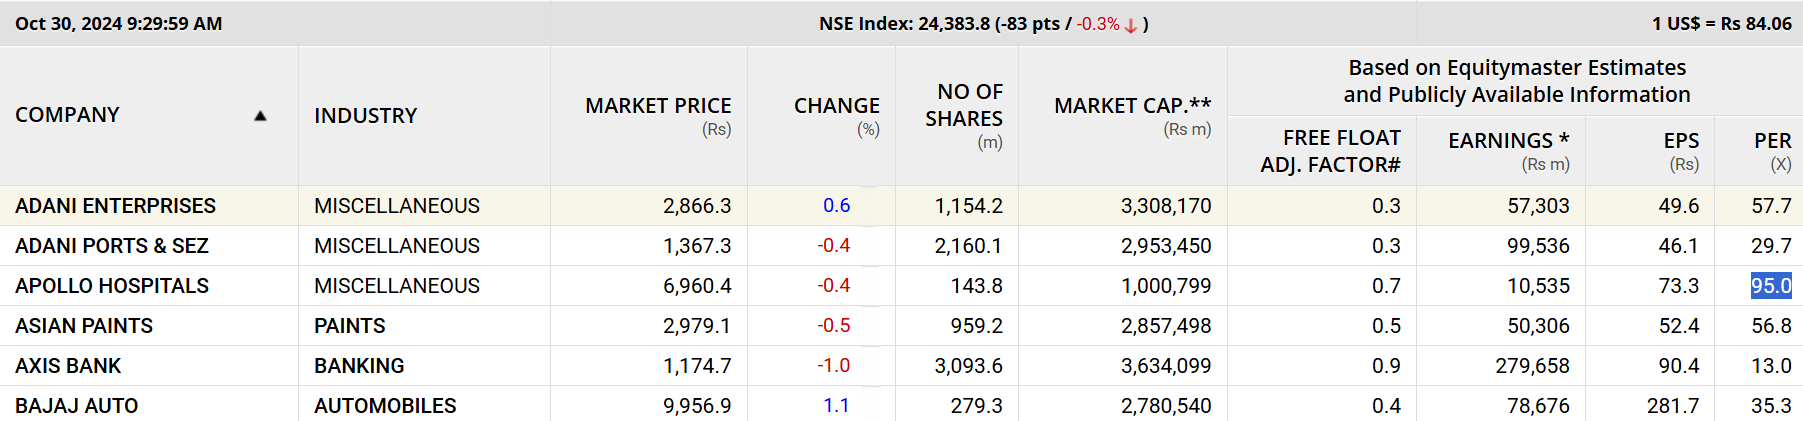 Oct 30, 2024 9:29:59 AM NSE Index: 24,383.8 (-83 pts / -0.3% ) 1 US$ = Rs 84.06
Based on Equitymaster Estimates
and Publicly Available Information
COMPANY INDUSTRY MARKET PRICE (Rs) CHANGE (%) NO OF SHARES (m) MARKET CAP.** (Rs m) FREE FLOAT ADJ. FACTOR# EARNINGS * (Rs m) EPS (Rs) PER (X)
ADANI ENTERPRISES MISCELLANEOUS 2,866.3 0.6 1,154.2 3,308,170 0.3 57,303 49.6 57.7
ADANI PORTS & SEZ MISCELLANEOUS 1,367.3 -0.4 2,160.1 2,953,450 0.3 99,536 46.1 29.7
APOLLO HOSPITALS MISCELLANEOUS 6,960.4 -0.4 143.8 1,000,799 0.7 10,535 73.3 95.0
ASIAN PAINTS PAINTS 2,979.1 -0.5 959.2 2,857,498 0.5 50,306 52.4 56.8
AXIS BANK BANKING 1,174.7 -1.0 3,093.6 3,634,099 0.9 279,658 90.4 13.0
BAJAJ AUTO AUTOMOBILES 9,956.9 1.1 279.3 2,780,540 0.4 78,676 281.7 35.3